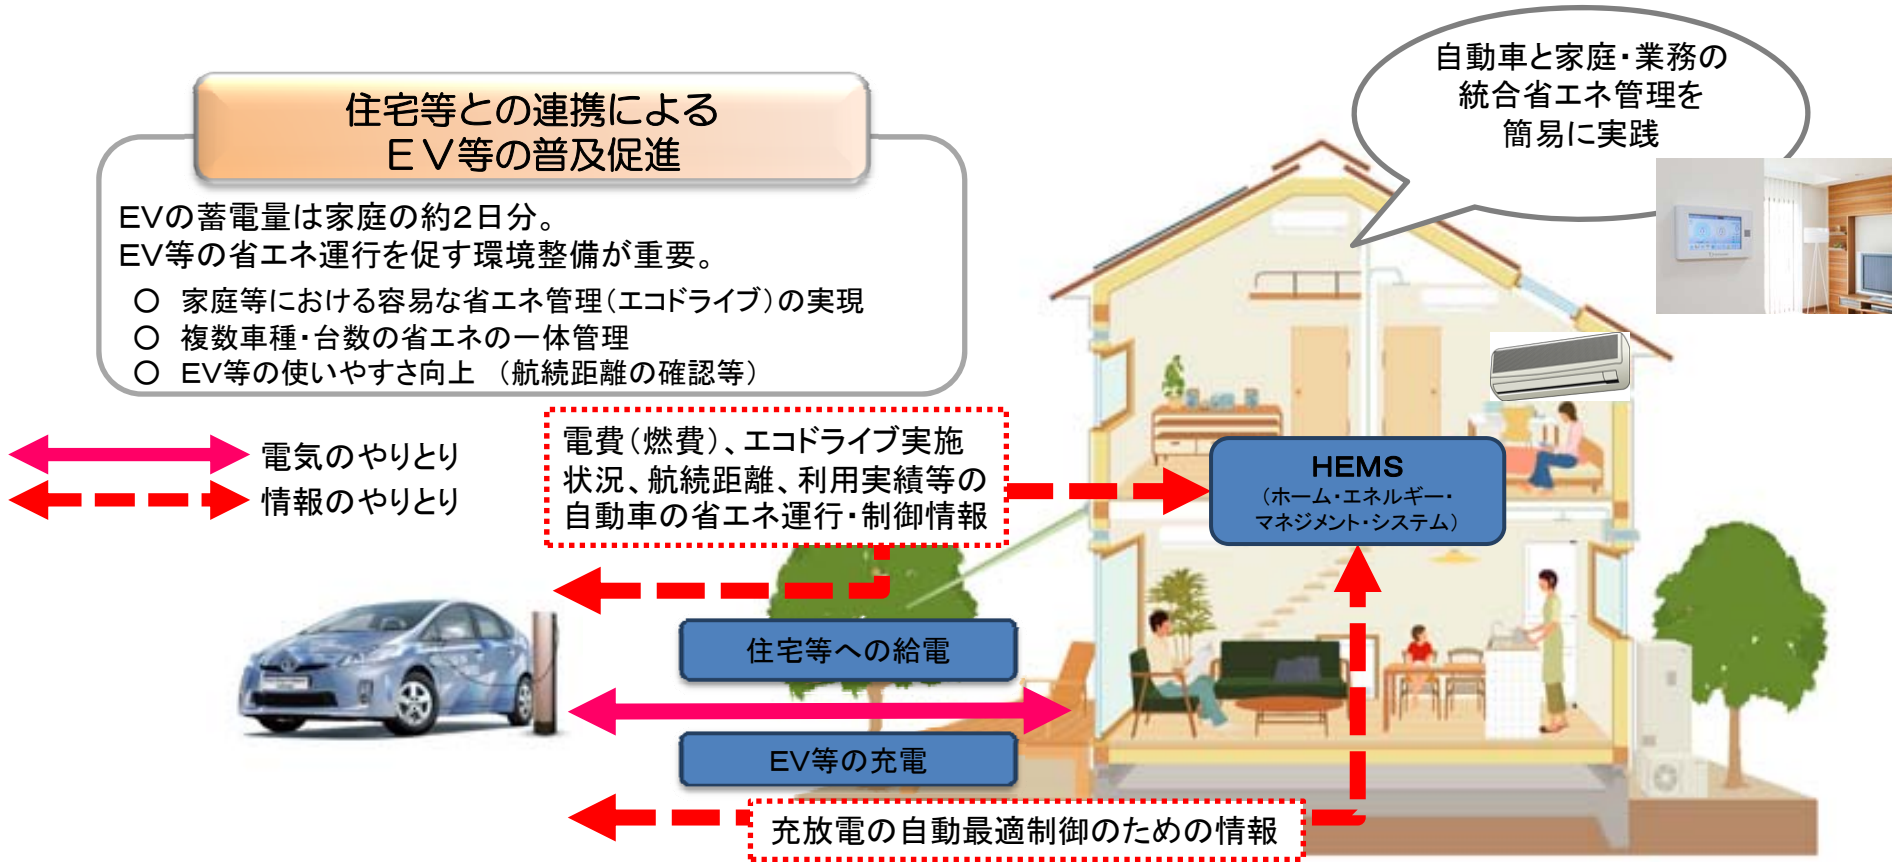 自動車と家庭・業務の
統合省エネ管理を
簡易に実践
住宅等との連携による
ＥＶ等の普及促進
EVの蓄電量は家庭の約2日分。
EV等の省エネ運行を促す環境整備が重要。
○ 家庭等における容易な省エネ管理（エコドライブ）の実現
○ 複数車種・台数の省エネの一体管理
○ EV等の使いやすさ向上 （航続距離の確認等）
電気のやりとり
情報のやりとり
電費（燃費）、エコドライブ実施
状況、航続距離、利用実績等の
自動車の省エネ運行・制御情報
HEMS
（ホーム・エネルギー・
マネジメント・システム）
住宅等への給電
EV等の充電
充放電の自動最適制御のための情報